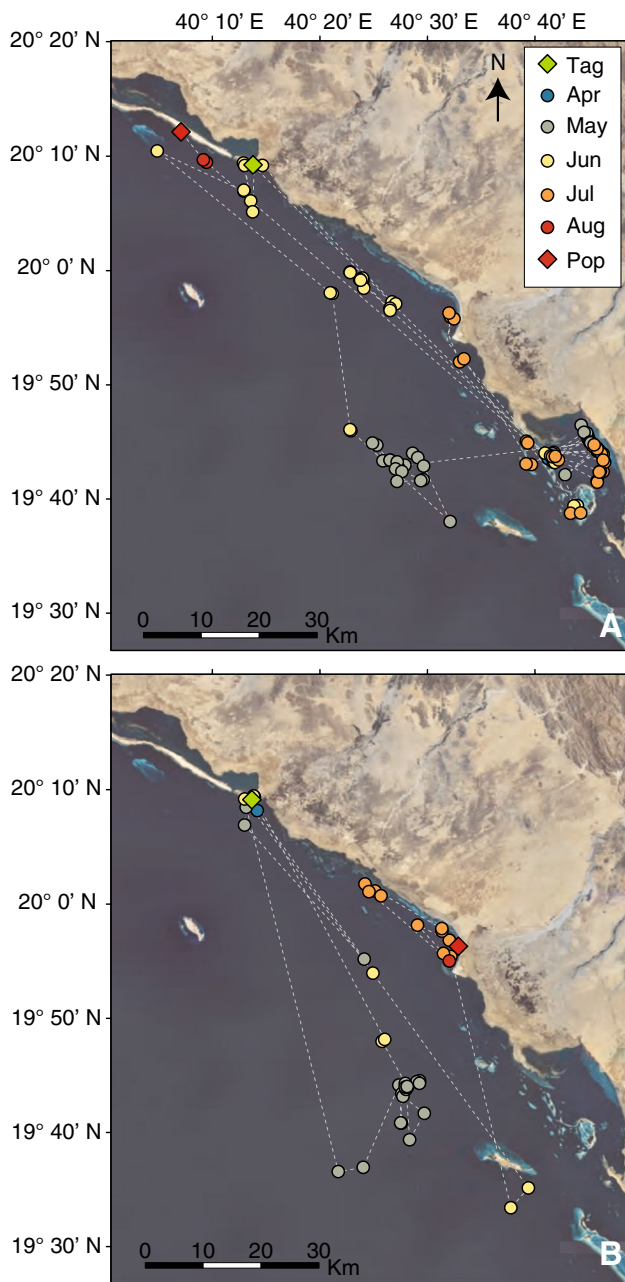 40° 10’ E 40° 20’ E 40° 30’ E 40° 40’ E
20° 20’ N
N
Tag
Apr
May
Jun
Jul
Aug
Pop
20° 10’ N
20° 0’ N
19° 50’ N
19° 40’ N
19° 30’ N
0 10 20 30
Km
A
20° 20’ N
20° 10’ N
20° 0’ N
19° 50’ N
19° 40’ N
19° 30’ N
0 10 20 30
Km
B